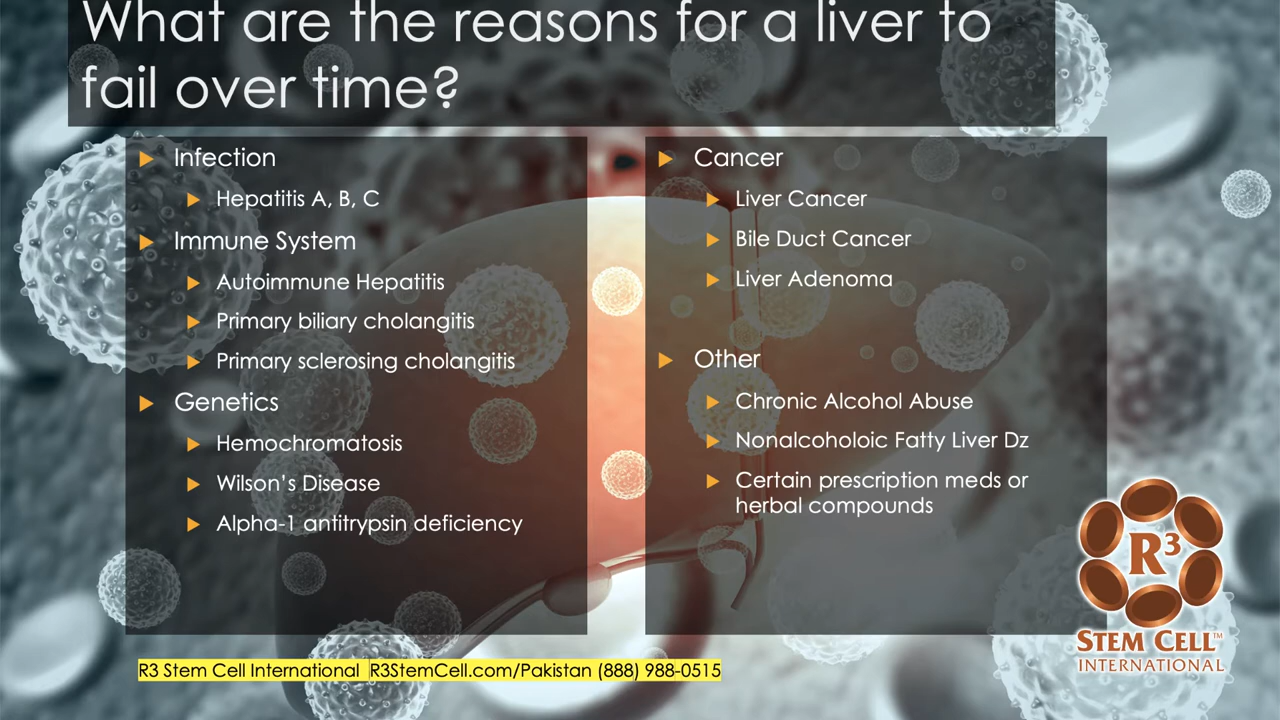 What are the reasons for a liver to
fail over time?
Infection
Hepatitis A, B, C
Immune System
Autoimmune Hepatitis
Primary biliary cholangitis
Primary sclerosing cholangitis
Genetics
Hemochromatosis
Wilson's Disease
Alpha-1 antitrypsin deficiency
Cancer
Liver Cancer
Bile Duct Cancer
Liver Adenoma
Other
Chronic Alcohol Abuse
Nonalcoholoic Fatty Liver Dz
Certain prescription meds or
herbal compounds
R3 Stem Cell International R3StemCell.com/Pakistan (888) 988-0515
R³
STEM CELL™
INTERNATIONAL